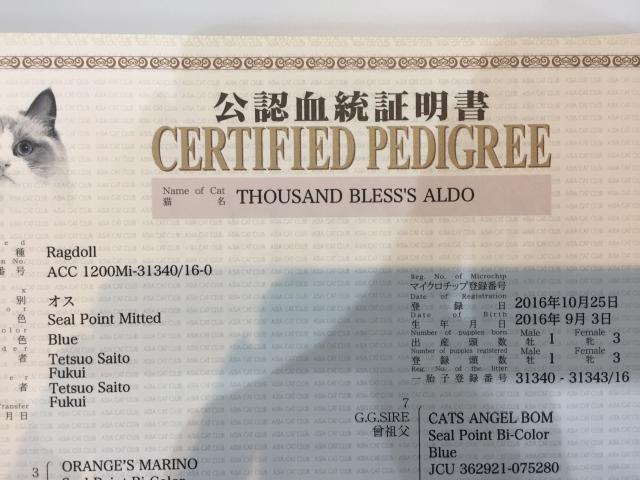 公認血統証明書
CERTIFIED PEDIGREE
Name of Cat
猫 名 THOUSAND BLESS'S ALDO
種 Ragdoll
番号 ACC 1200Mi-31340/16-0
別 オス
色 Seal Point Mitted
色 Blue
者 Tetsuo Saito
Fukui
者 Tetsuo Saito
Fukui
Transfer
月日
Reg. No. of Microchip
マイクロチップ登録番号
Date of Registration
登録日 2016年10月25日
Date of Birth
生年月日 2016年 9月 3日
Number of puppies born Male Female
出産頭数 牡 1 牝 3
Number of puppies registered Male Female
登録頭数 牡 1 牝 3
Reg. No. of the litter
一胎子登録番号 31340 - 31343/16
7
G.G.SIRE CATS ANGEL BOM
曽祖父 Seal Point Bi-Color
Blue
JCU 362921-075280
3 ORANGE'S MARINO
Seal Point Bi-Color